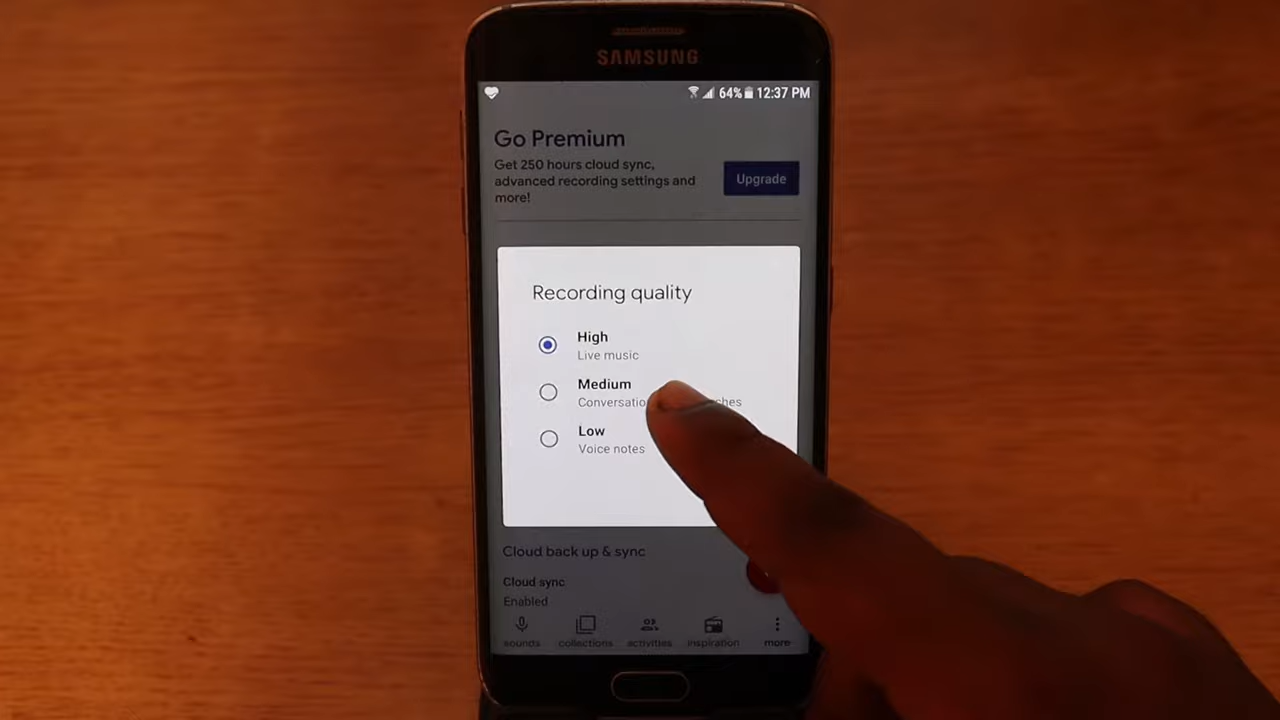 SAMSUNG
64% 12:37 PM
Go Premium
Get 250 hours cloud sync,
advanced recording settings and
more!
Upgrade
Recording quality
High
Live music
Medium
Low
Voice notes
Cloud back up & sync
Cloud sync
Enabled
sounds collections activities inspiration more